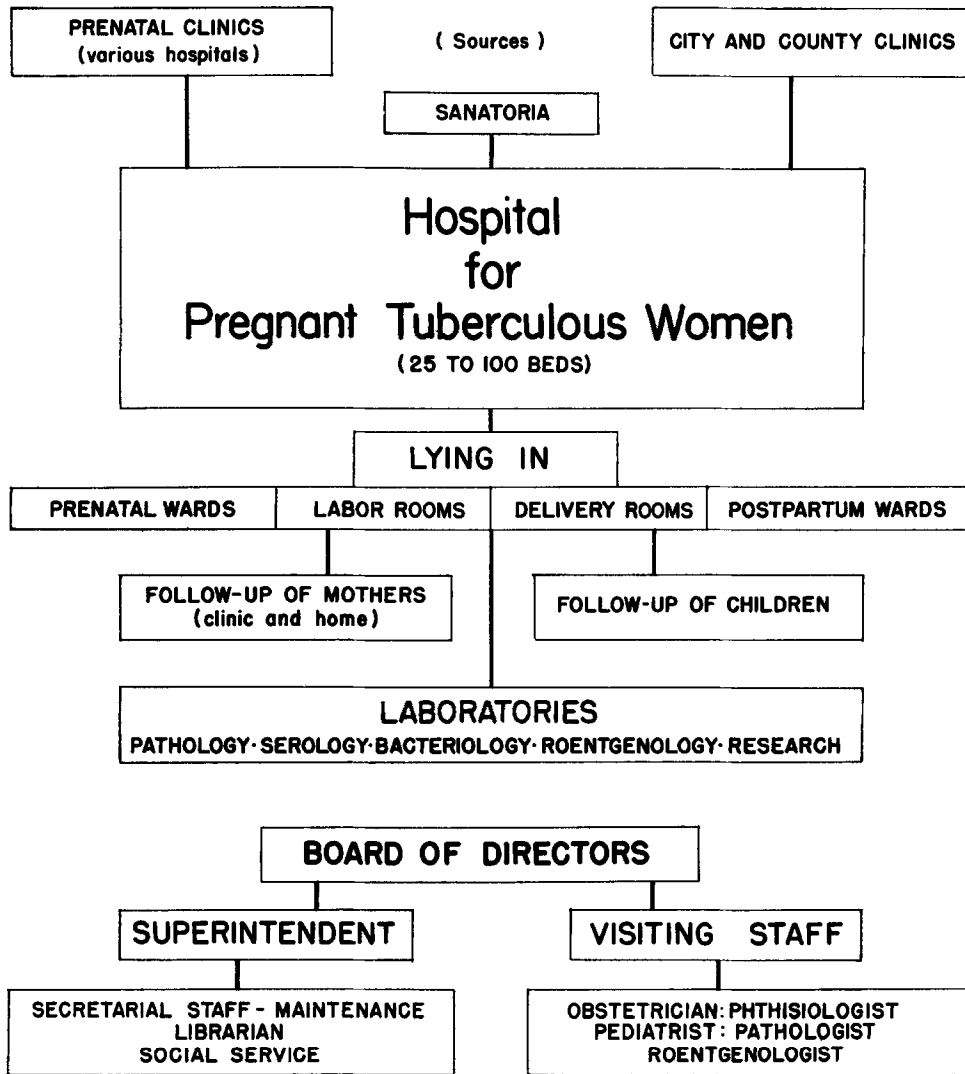 PRENATAL CLINICS
(various hospitals)
( Sources )
CITY AND COUNTY CLINICS
SANATORIA
Hospital
for
Pregnant Tuberculous Women
(25 TO 100 BEDS)
LYING IN
PRENATAL WARDS
LABOR ROOMS
DELIVERY ROOMS
POSTPARTUM WARDS
FOLLOW-UP OF MOTHERS
(clinic and home)
FOLLOW-UP OF CHILDREN
LABORATORIES
PATHOLOGY·SEROLOGY·BACTERIOLOGY·ROENTGENOLOGY·RESEARCH
BOARD OF DIRECTORS
SUPERINTENDENT
VISITING STAFF
SECRETARIAL STAFF - MAINTENANCE
LIBRARIAN
SOCIAL SERVICE
OBSTETRICIAN: PHTHISIOLOGIST
PEDIATRIST: PATHOLOGIST
ROENTGENOLOGIST